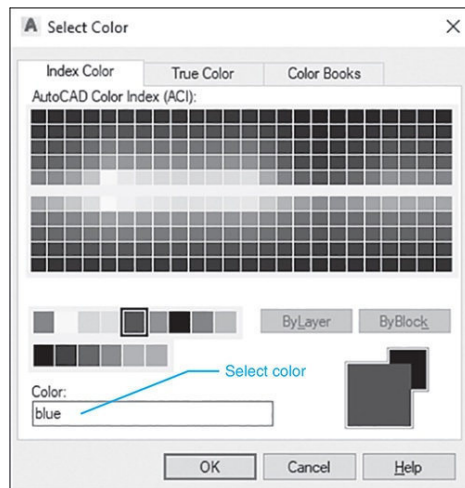 A Select Color
Index Color
True Color
Color Books
AutoCAD Color Index (ACI):
ByLayer
ByBlock
Select color
Color:
blue
OK
Cancel
Help